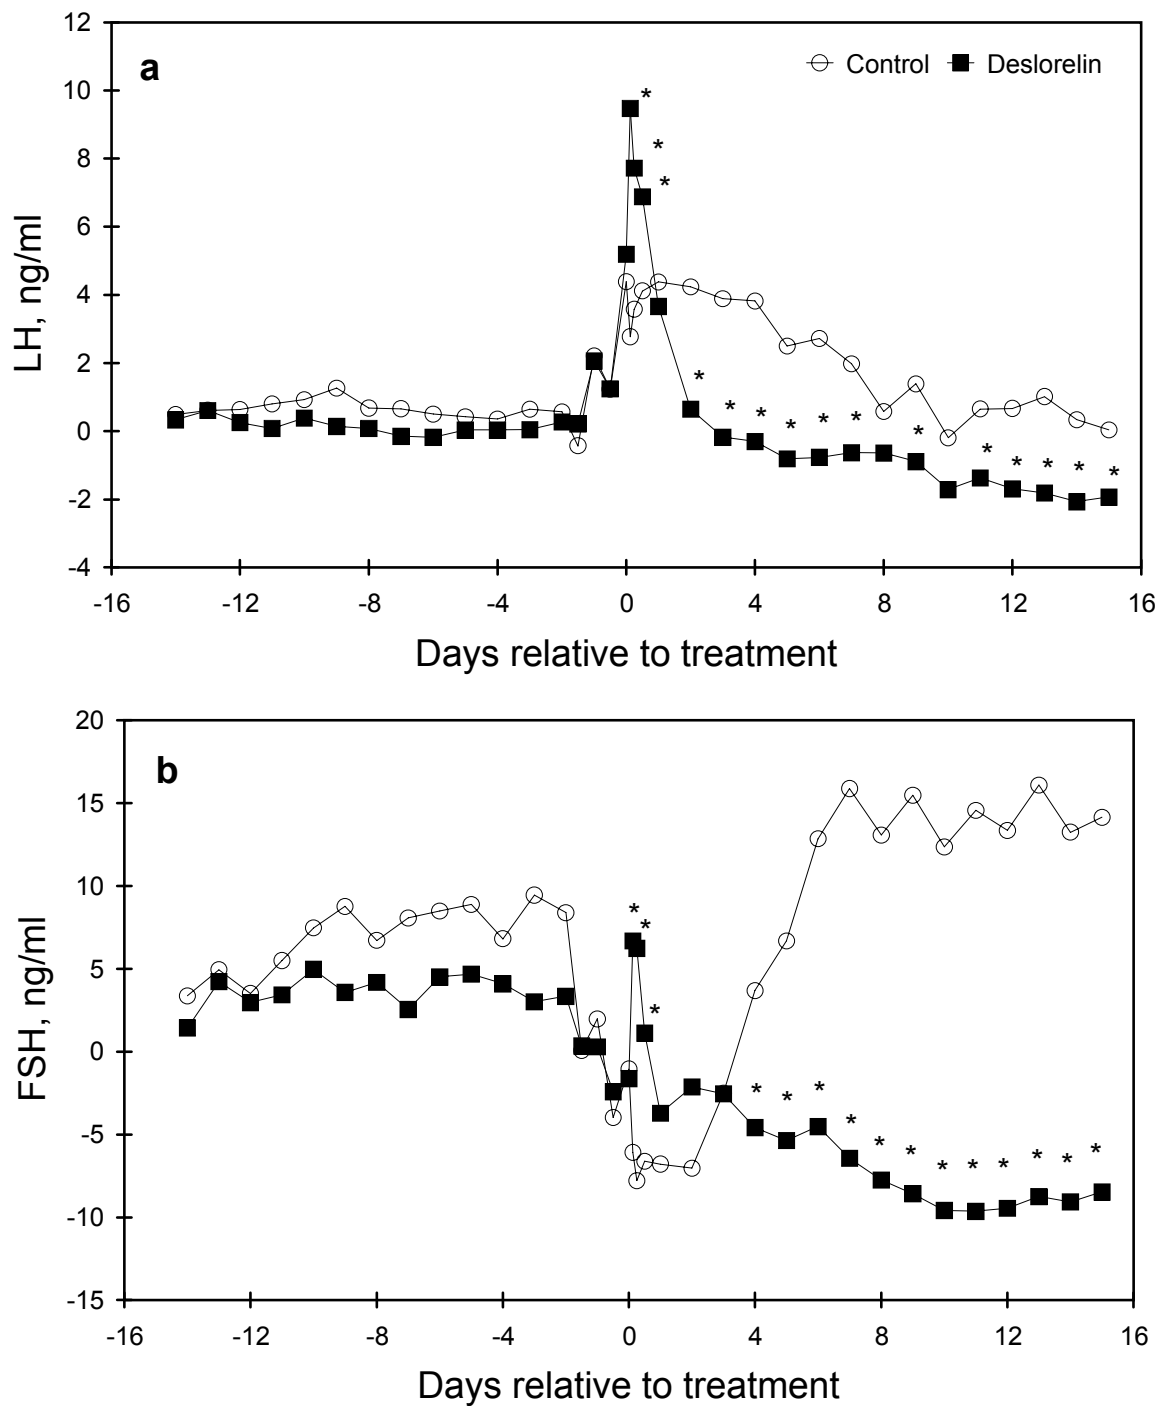 12
a
Control
Deslorelin
10
*
8
*
*
6
4
2
*
* * * * *
*
0
* * * * *
-2
-4
LH, ng/ml
-16 -12 -8 -4 0 4 8 12 16
Days relative to treatment
20
b
15
10
*
*
5
*
0
* * * * * * * * * * * *
-5
-10
-15
FSH, ng/ml
-16 -12 -8 -4 0 4 8 12 16
Days relative to treatment